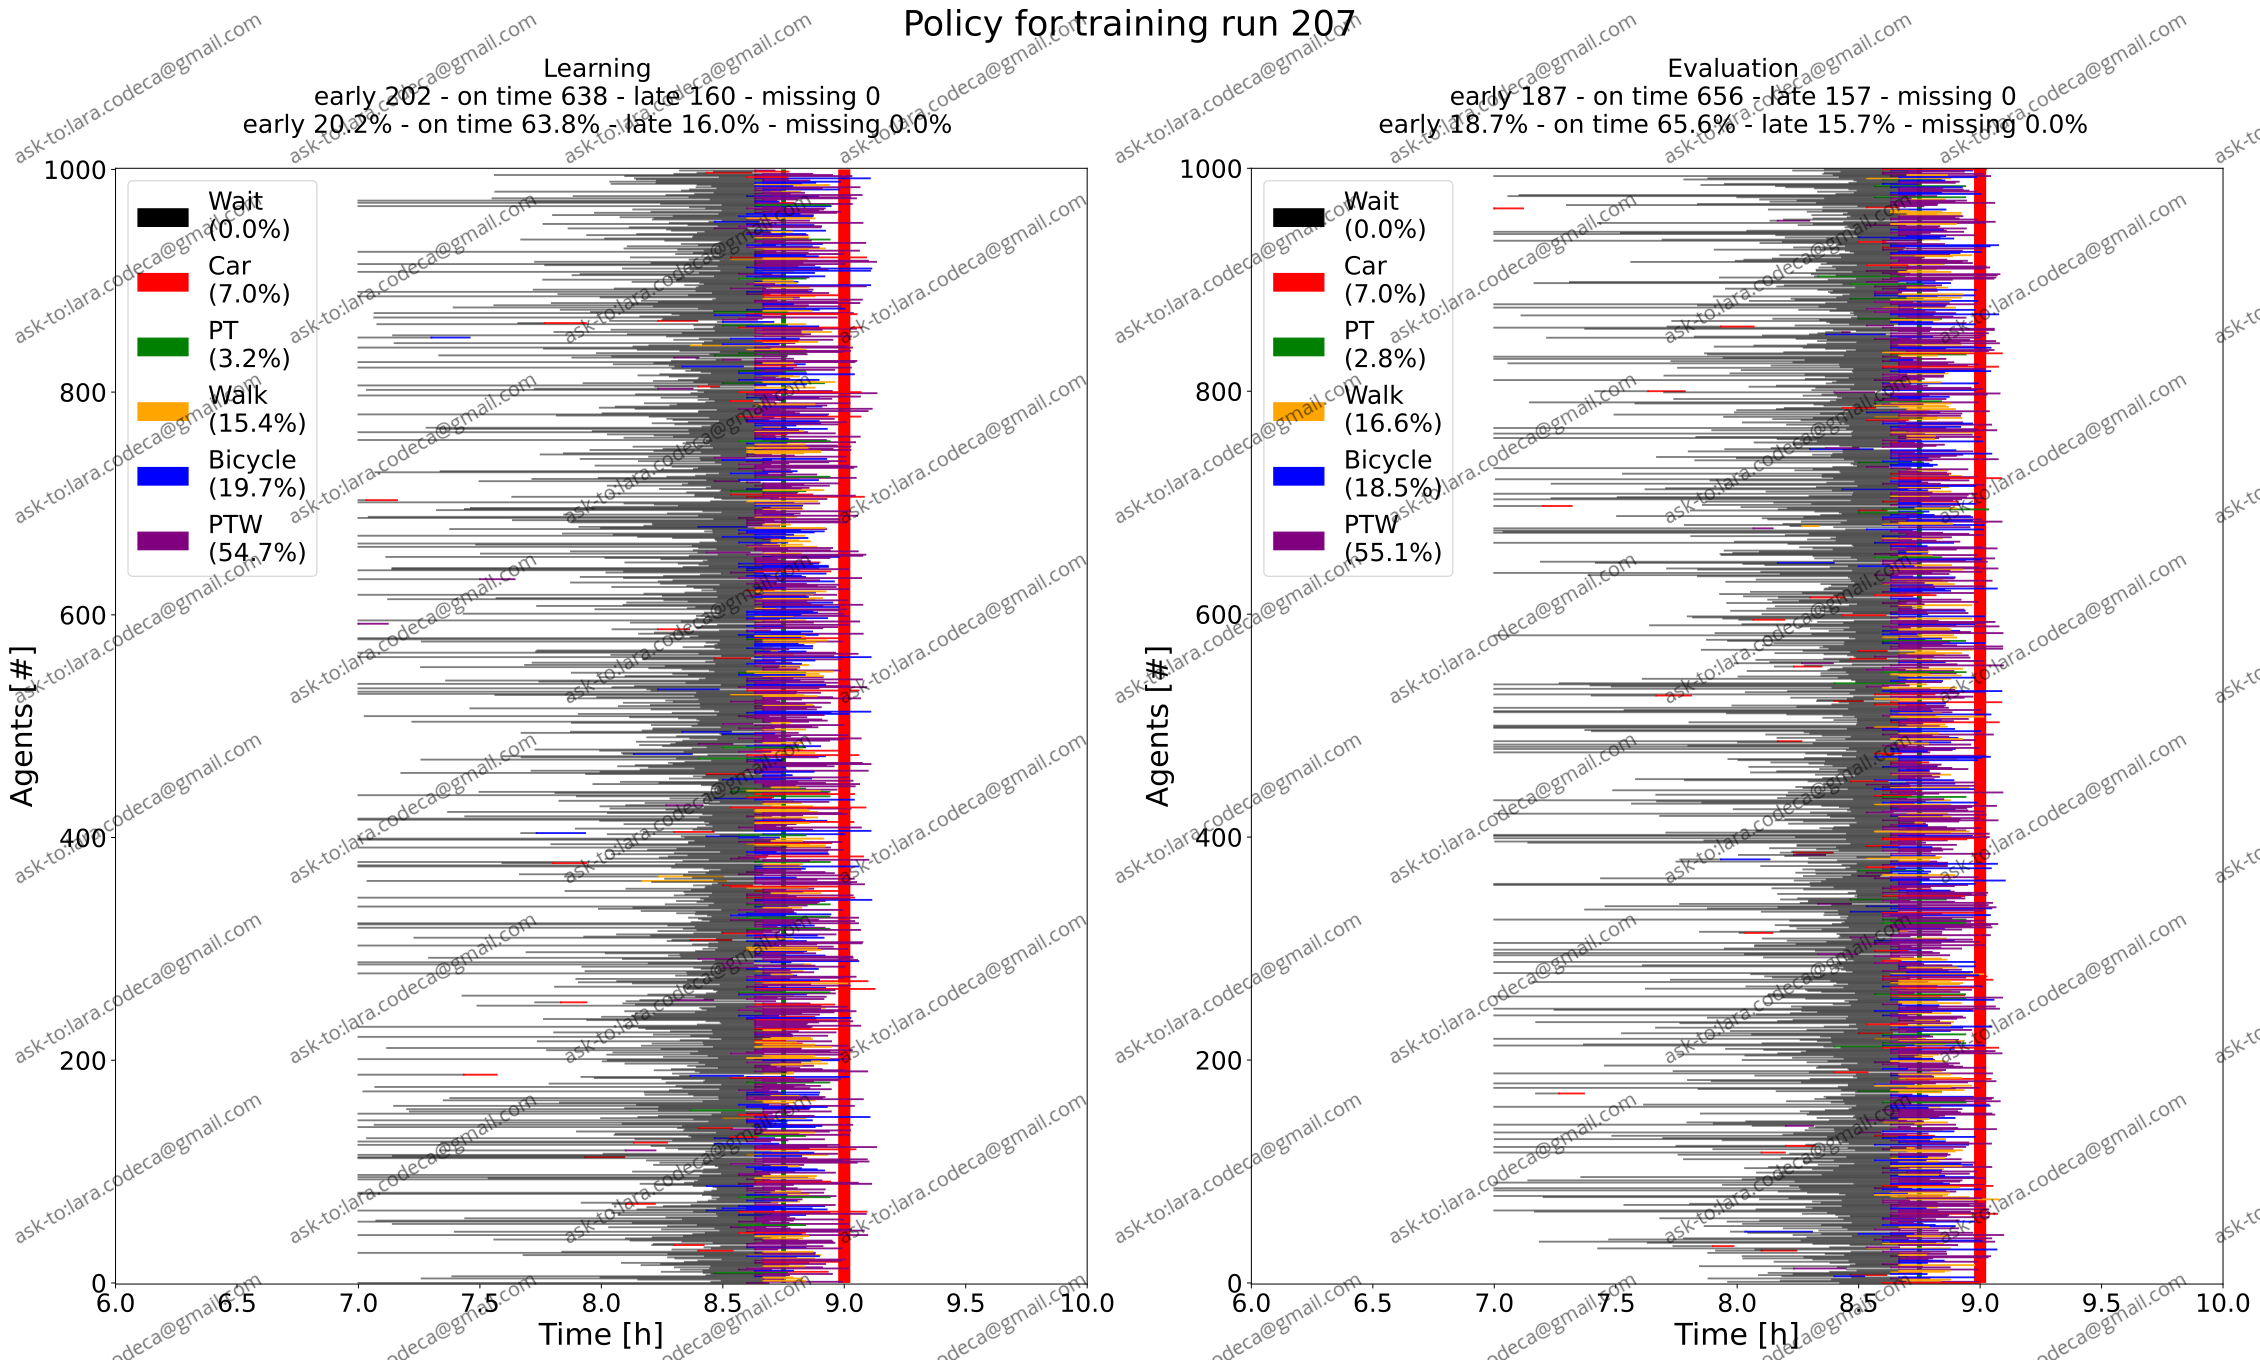 Policy for training run 207
Learning
early 202 - on time 638 - late 160 - missing 0
early 20.2% - on time 63.8% - late 16.0% - missing 0.0%
Evaluation
early 187 - on time 656 - late 157 - missing 0
early 18.7% - on time 65.6% - late 15.7% - missing 0.0%
1000
800
600
400
200
0
Agents [#]
Wait
(0.0%)
Car
(7.0%)
PT
(3.2%)
Walk
(15.4%)
Bicycle
(19.7%)
PTW
(54.7%)
6.0 6.5 7.0 7.5 8.0 8.5 9.0 9.5 10.0
Time [h]
1000
800
600
400
200
0
Agents [#]
Wait
(0.0%)
Car
(7.0%)
PT
(2.8%)
Walk
(16.6%)
Bicycle
(18.5%)
PTW
(55.1%)
6.0 6.5 7.0 7.5 8.0 8.5 9.0 9.5 10.0
Time [h]
ask-to:lara.codeca@gmail.com